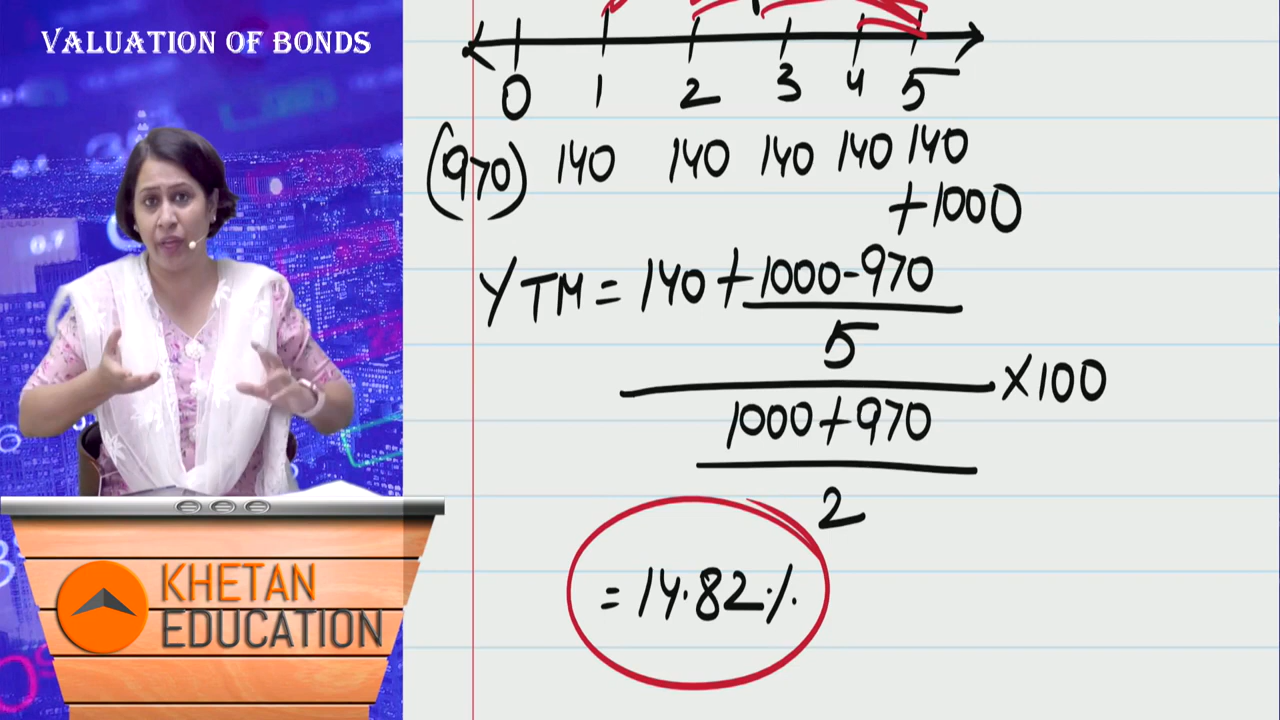 VALUATION OF BONDS
0 1 2 3 4 5
(970) 140 140 140 140 140
+1000
YTM = 140 + 1000-970
5
×100
1000+970
2
= 14.82%
KHETAN
EDUCATION